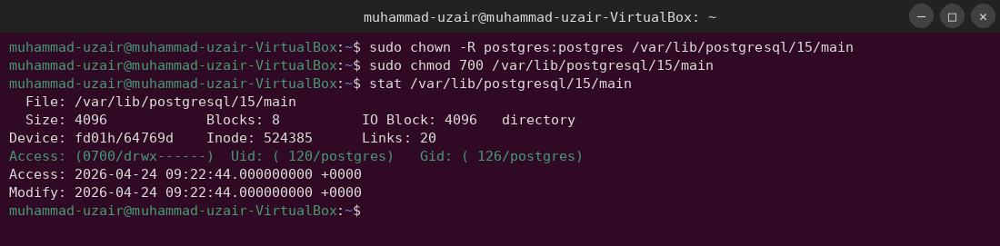 muhammad-uzair@muhammad-uzair-VirtualBox: ~
muhammad-uzair@muhammad-uzair-VirtualBox:~$ sudo chown -R postgres:postgres /var/lib/postgresql/15/main
muhammad-uzair@muhammad-uzair-VirtualBox:~$ sudo chmod 700 /var/lib/postgresql/15/main
muhammad-uzair@muhammad-uzair-VirtualBox:~$ stat /var/lib/postgresql/15/main
  File: /var/lib/postgresql/15/main
  Size: 4096            Blocks: 8          IO Block: 4096   directory
Device: fd01h/64769d    Inode: 524385      Links: 20
Access: (0700/drwx------)  Uid: ( 120/postgres)   Gid: ( 126/postgres)
Access: 2026-04-24 09:22:44.000000000 +0000
Modify: 2026-04-24 09:22:44.000000000 +0000
muhammad-uzair@muhammad-uzair-VirtualBox:~$